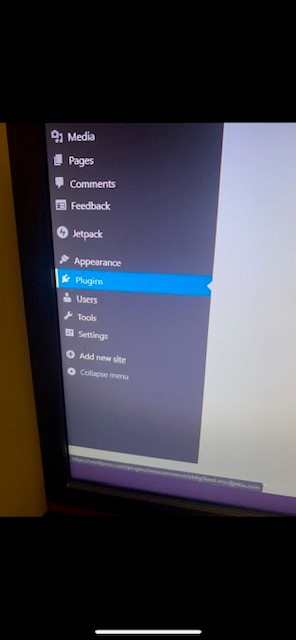 Media
Pages
Comments
Feedback
Jetpack
Appearance
Plugins
Users
Tools
Settings
Add new site
Collapse menu